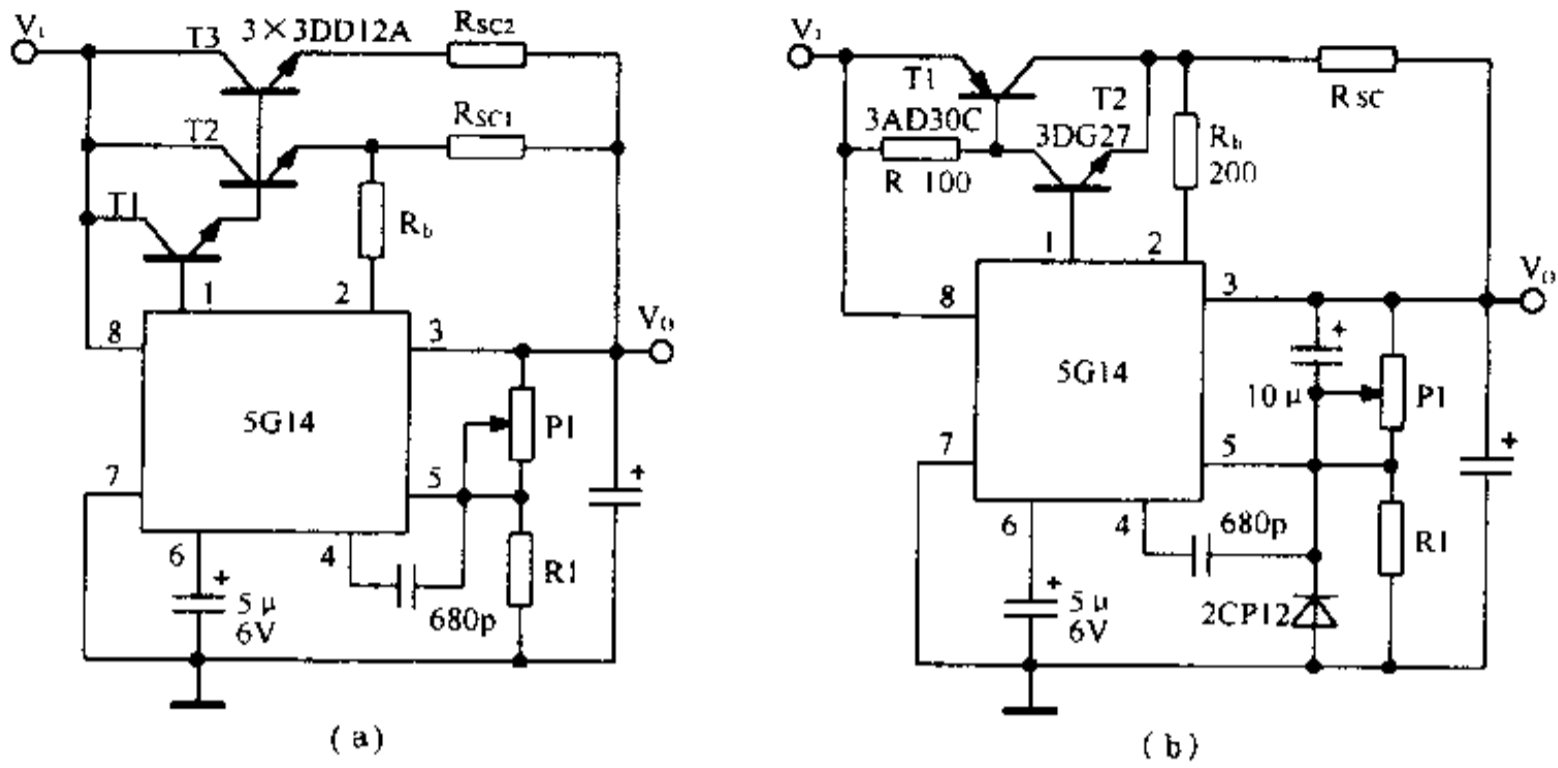 V₁
T3
3×3DD12A
R_SC2
T2
R_SC1
T1
R_b
1
2
8
3
V_O
5G14
P1
7
5
6
4
5μ
6V
680p
R1
(a)
V₁
T1
3AD30C
R 100
T2
3DG27
R_b
200
R_SC
1
2
8
3
V_O
5G14
10μ
P1
7
5
6
4
680p
R1
5μ
6V
2CP12
(b)